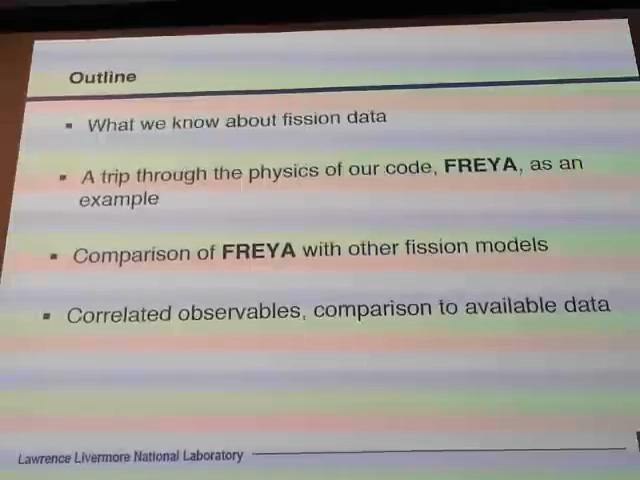 Outline
▪ What we know about fission data
▪ A trip through the physics of our code, FREYA, as an
example
▪ Comparison of FREYA with other fission models
▪ Correlated observables, comparison to available data
Lawrence Livermore National Laboratory